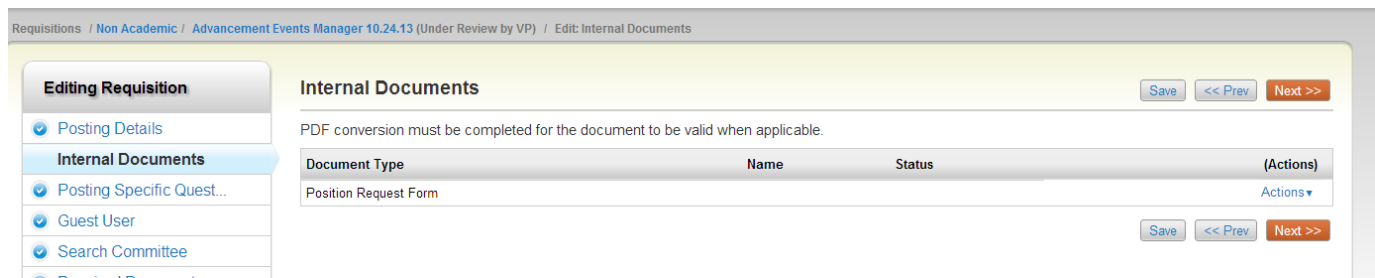 Requisitions / Non Academic / Advancement Events Manager 10.24.13 (Under Review by VP) / Edit: Internal Documents
Editing Requisition
Posting Details
Internal Documents
Posting Specific Quest...
Guest User
Search Committee
Internal Documents
Save << Prev Next >>
PDF conversion must be completed for the document to be valid when applicable.
Document Type Name Status (Actions)
Position Request Form Actions
Save << Prev Next >>